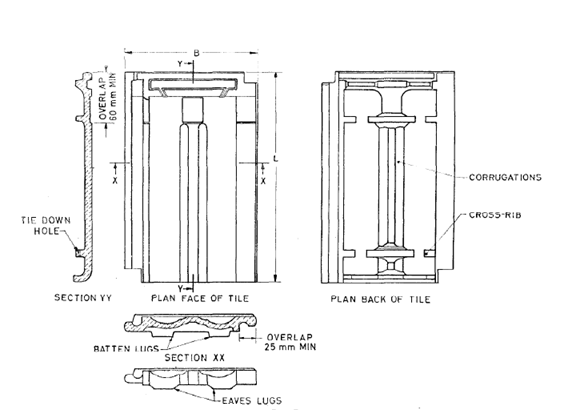 B
Y
OVERLAP
60 mm MIN
L
X
X
CORRUGATIONS
CROSS-RIB
TIE DOWN
HOLE
Y
SECTION YY
PLAN FACE OF TILE
PLAN BACK OF TILE
OVERLAP
25 mm MIN
BATTEN LUGS
SECTION XX
EAVES LUGS